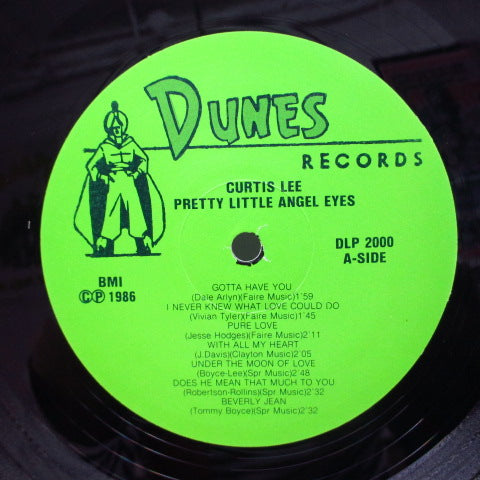 DUNES
RECORDS
CURTIS LEE
PRETTY LITTLE ANGEL EYES
DLP 2000
A-SIDE
BMI
©℗ 1986
GOTTA HAVE YOU
(Dale Arlyn)(Faire Music)1'59
I NEVER KNEW WHAT LOVE COULD DO
(Vivian Tyler)(Faire Music)1'45
PURE LOVE
(Jesse Hodges)(Faire Music)2'11
WITH ALL MY HEART
(J.Davis)(Clayton Music)2'05
UNDER THE MOON OF LOVE
(Boyce-Lee)(Spr Music)2'48
DOES HE MEAN THAT MUCH TO YOU
(Robertson-Rollins)(Spr Music)2'32
BEVERLY JEAN
(Tommy Boyce)(Spr Music)2'32